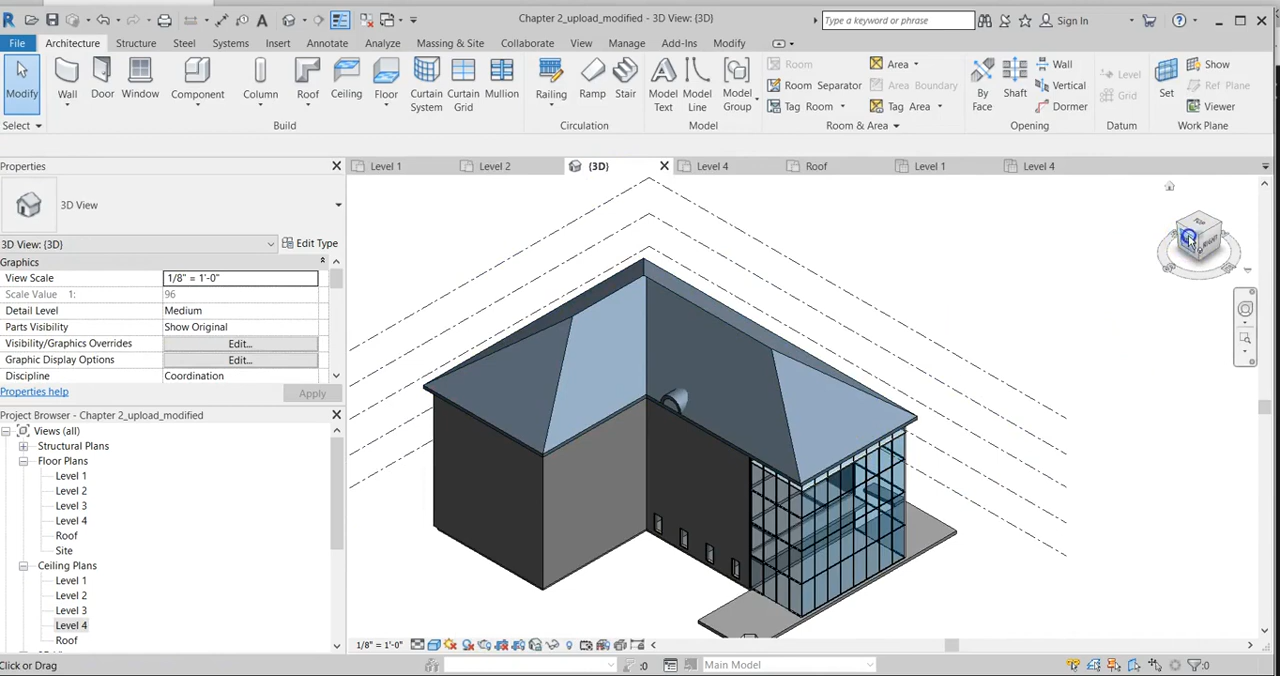 Chapter 2_upload_modified - 3D View: {3D}
Type a keyword or phrase
Sign In
File Architecture Structure Steel Systems Insert Annotate Analyze Massing & Site Collaborate View Manage Add-Ins Modify
Modify Wall Door Window Component Column Roof Ceiling Floor Curtain System Curtain Grid Mullion Railing Ramp Stair Model Text Model Line Model Group
Room Area
Room Separator Area Boundary
Tag Room Tag Area
By Face Shaft Wall Vertical Dormer
Level Grid
Set Show Ref Plane Viewer
Select Build Circulation Model Room & Area Opening Datum Work Plane
Properties
Level 1 Level 2 {3D} Level 4 Roof Level 1 Level 4
3D View
3D View: {3D} Edit Type
Graphics
View Scale 1/8" = 1'-0"
Scale Value 1: 96
Detail Level Medium
Parts Visibility Show Original
Visibility/Graphics Overrides Edit...
Graphic Display Options Edit...
Discipline Coordination
Properties help Apply
Project Browser - Chapter 2_upload_modified
Views (all)
Structural Plans
Floor Plans
Level 1
Level 2
Level 3
Level 4
Roof
Site
Ceiling Plans
Level 1
Level 2
Level 3
Level 4
Roof
RIGHT
1/8" = 1'-0"
Click or Drag
:0 Main Model :0